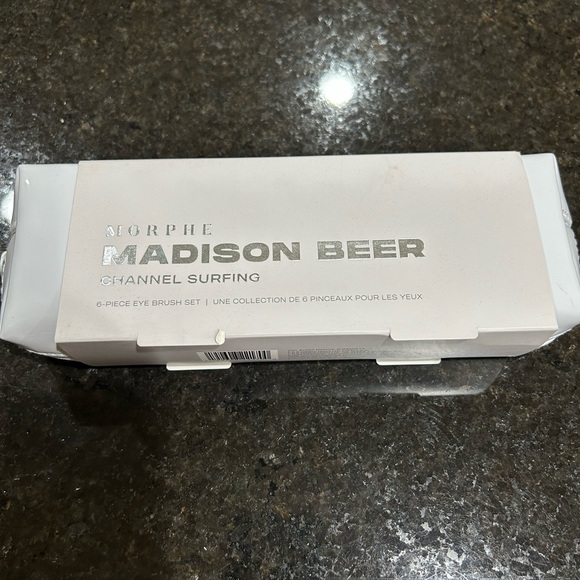 MORPHE
MADISON BEER
CHANNEL SURFING
6-PIECE EYE BRUSH SET | UNE COLLECTION DE 6 PINCEAUX POUR LES YEUX